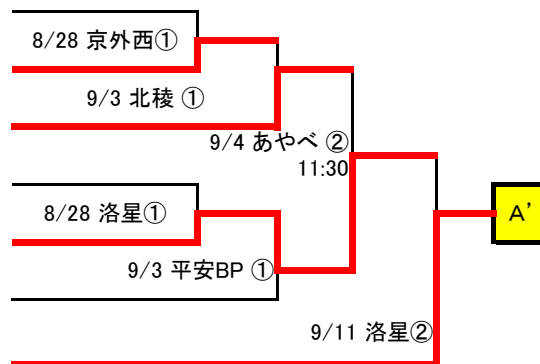 8/28 京外西①
9/3 北稜 ①
9/4 あやべ ②
11:30
A’
8/28 洛星①
9/3 平安BP ①
9/11 洛星②